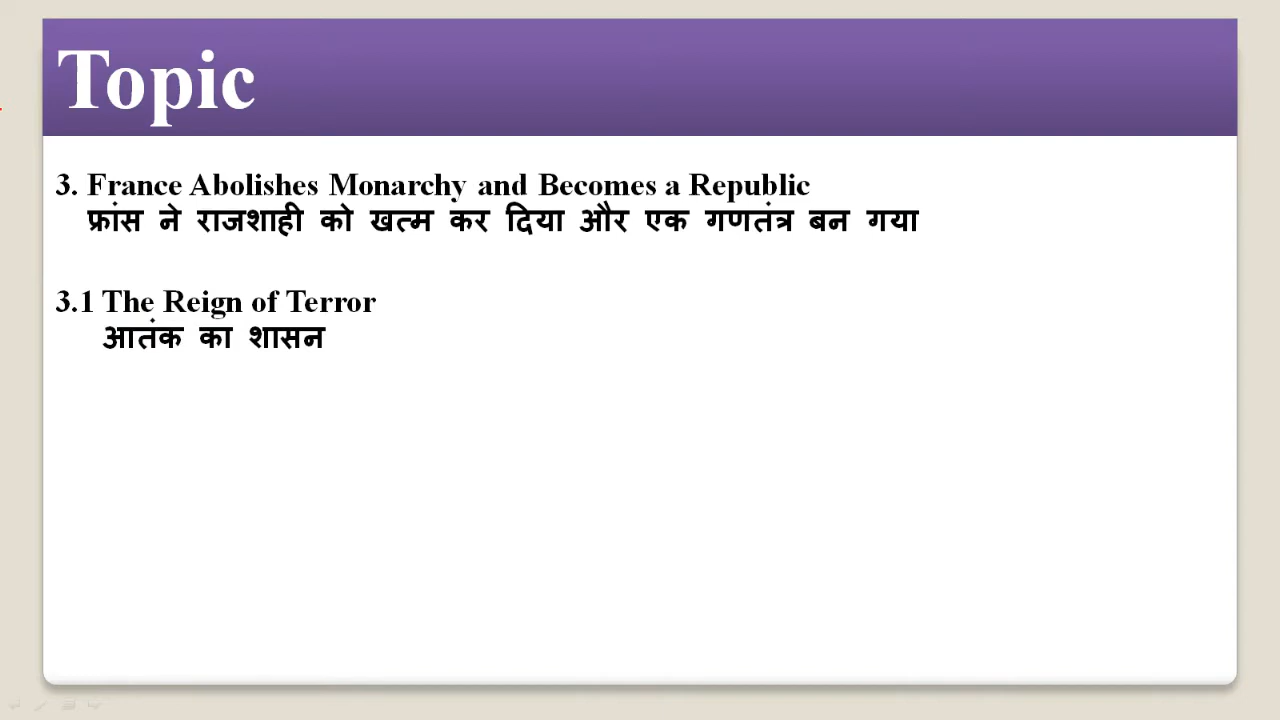 Topic
3. France Abolishes Monarchy and Becomes a Republic
फ्रांस ने राजशाही को खत्म कर दिया और एक गणतंत्र बन गया
3.1 The Reign of Terror
आतंक का शासन